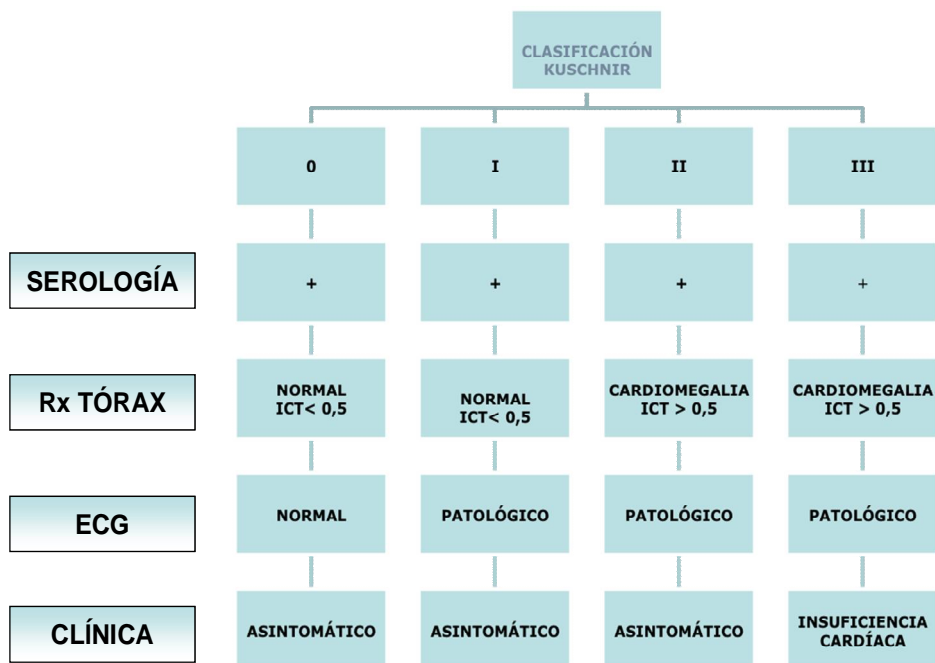 CLASIFICACIÓN
KUSCHNIR
0
I
II
III
SEROLOGÍA
+
+
+
+
Rx TÓRAX
NORMAL
ICT< 0,5
NORMAL
ICT< 0,5
CARDIOMEGALIA
ICT > 0,5
CARDIOMEGALIA
ICT > 0,5
ECG
NORMAL
PATOLÓGICO
PATOLÓGICO
PATOLÓGICO
CLÍNICA
ASINTOMÁTICO
ASINTOMÁTICO
ASINTOMÁTICO
INSUFICIENCIA
CARDÍACA